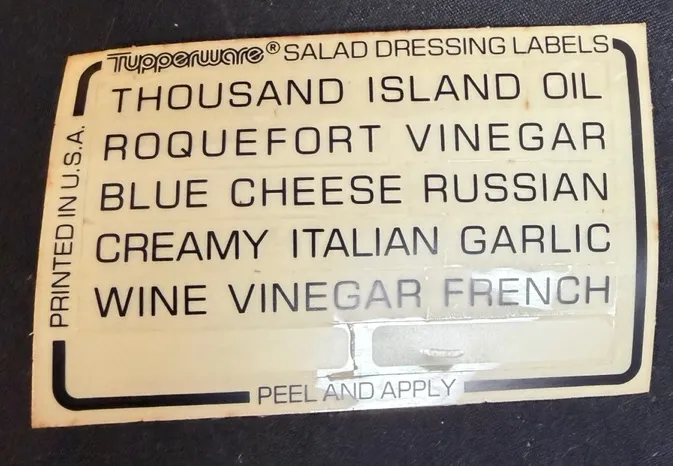 Tupperware® SALAD DRESSING LABELS
THOUSAND ISLAND OIL
ROQUEFORT VINEGAR
BLUE CHEESE RUSSIAN
CREAMY ITALIAN GARLIC
WINE VINEGAR FRENCH
PEEL AND APPLY
PRINTED IN U.S.A.